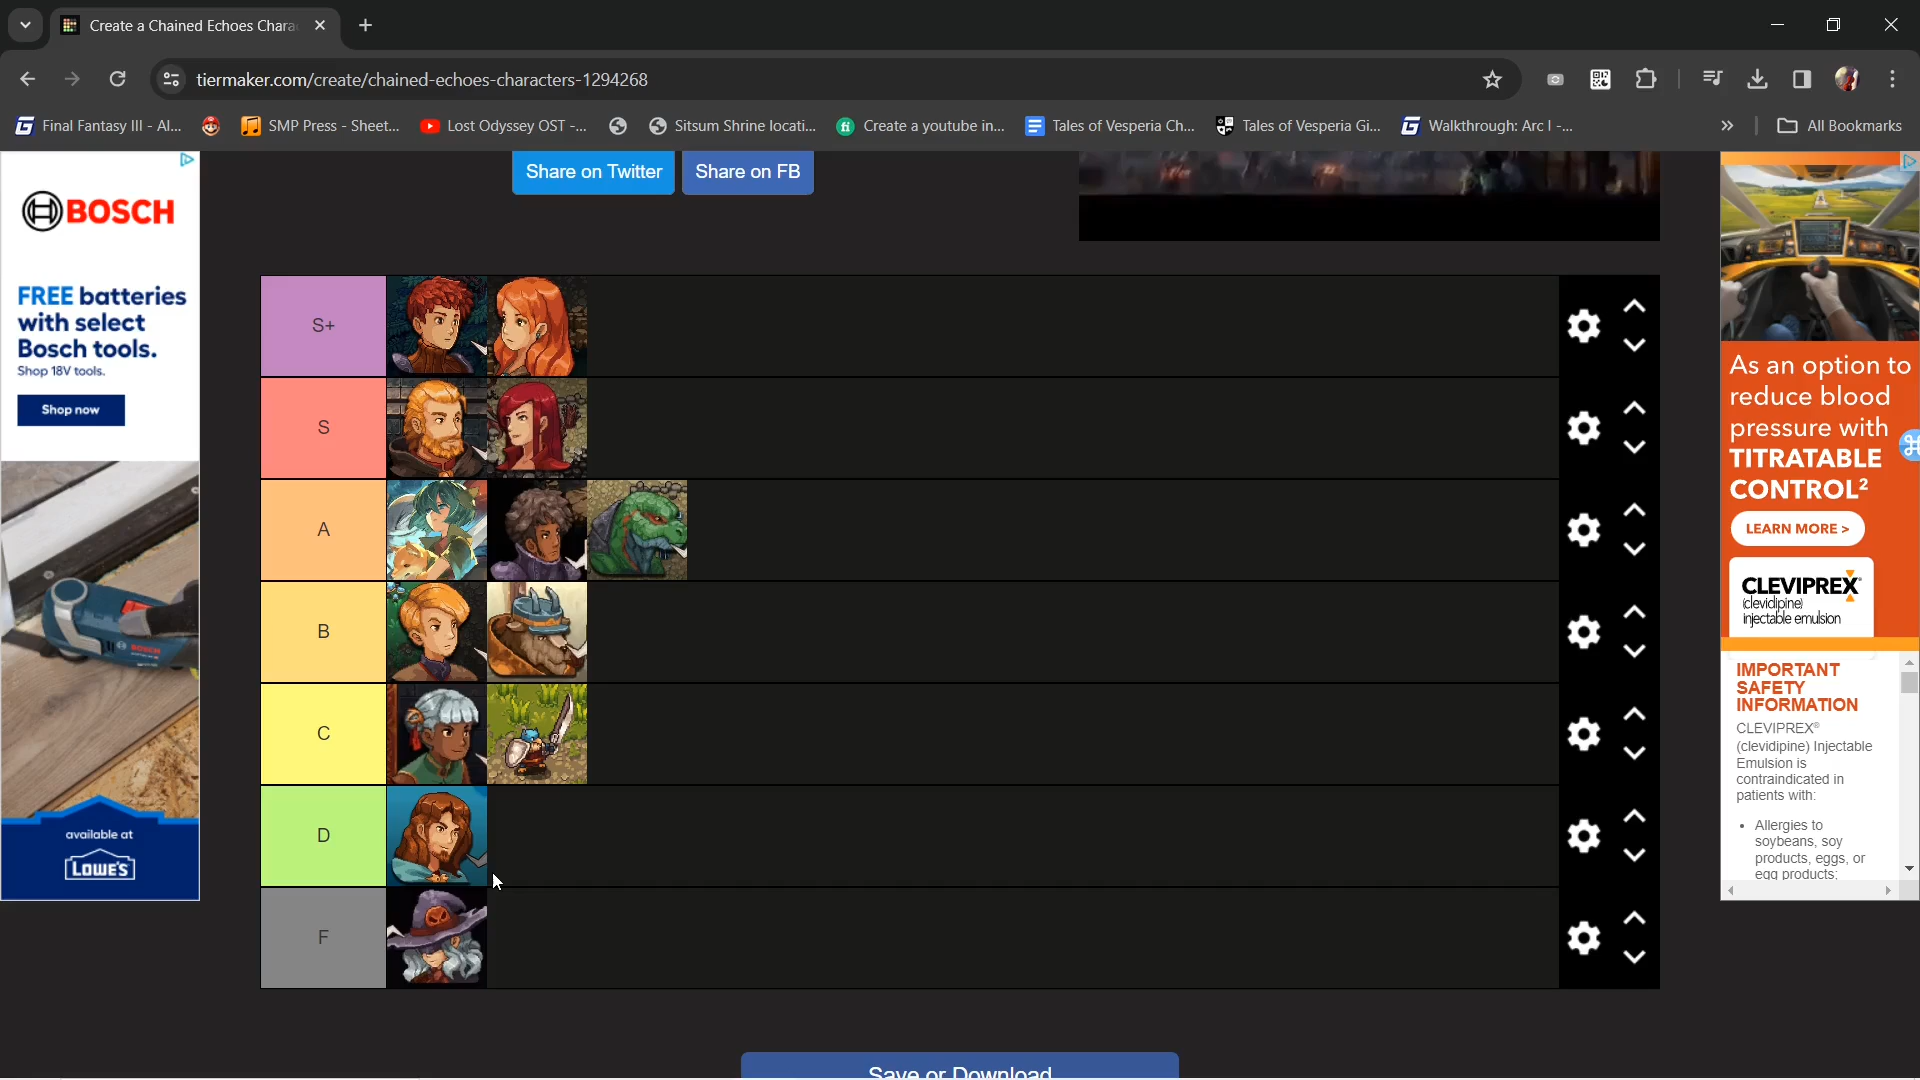 Create a Chained Echoes Chara
tiermaker.com/create/chained-echoes-characters-1294268
Final Fantasy III - Al...
SMP Press - Sheet...
Lost Odyssey OST -...
Sitsum Shrine locati...
Create a youtube in...
Tales of Vesperia Ch...
Tales of Vesperia Gi...
Walkthrough: Arc I -...
All Bookmarks
Share on Twitter
Share on FB
BOSCH
FREE batteries
with select
Bosch tools.
Shop 18V tools.
Shop now
available at
LOWE'S
S+
S
A
B
C
D
F
Save or Download
As an option to
reduce blood
pressure with
TITRATABLE
CONTROL²
LEARN MORE >
CLEVIPREX®
(clevidipine)
injectable emulsion
IMPORTANT
SAFETY
INFORMATION
CLEVIPREX®
(clevidipine) Injectable
Emulsion is
contraindicated in
patients with:
• Allergies to
soybeans, soy
products, eggs, or
egg products;